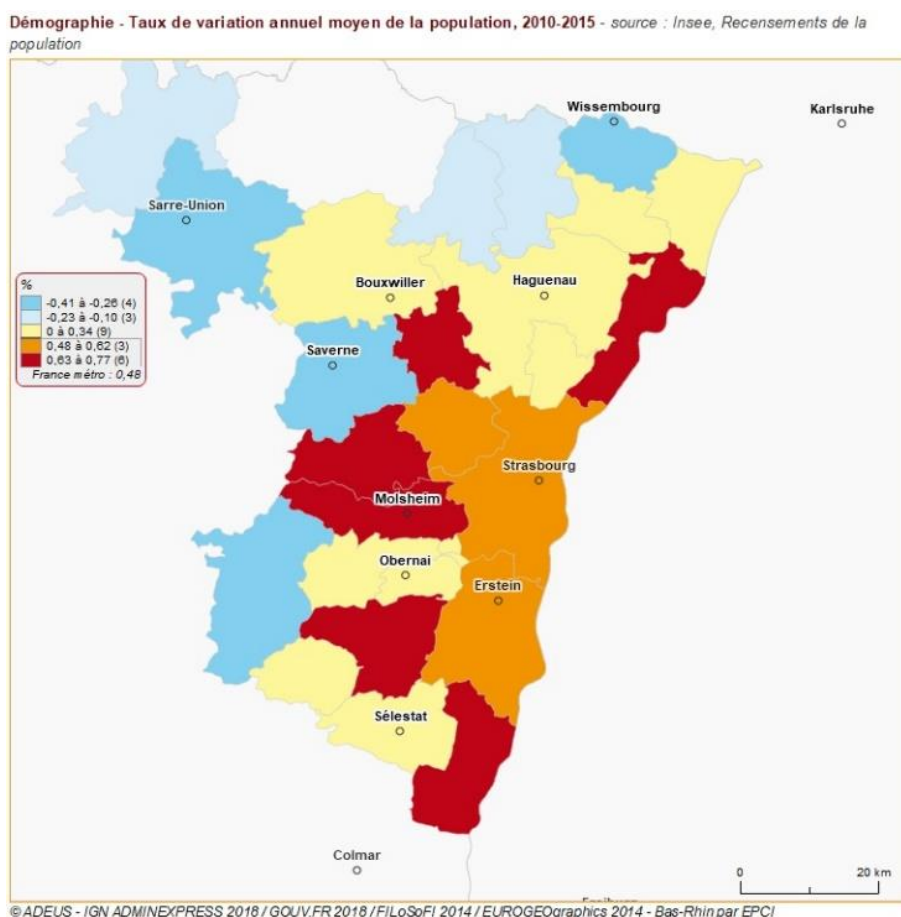 Démographie - Taux de variation annuel moyen de la population, 2010-2015 - source : Insee, Recensements de la
population
Wissembourg
Karlsruhe
Sarre-Union
Bouxwiller
Haguenau
%
-0,41 à -0,26 (4)
-0,23 à -0,10 (3)
0 à 0,34 (9)
0,48 à 0,62 (3)
0,63 à 0,77 (6)
France métro : 0,48
Saverne
Strasbourg
Molsheim
Obernai
Erstein
Sélestat
Colmar
0 20 km
© ADEUS - IGN ADMINEXPRESS 2018 / GOUV.FR 2018 / FILoSoFI 2014 / EUROGEOgraphics 2014 - Bas-Rhin par EPCI